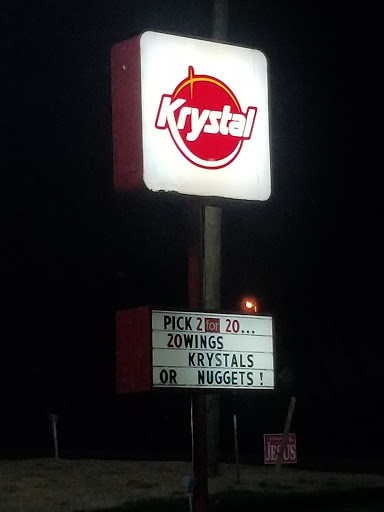 Krystal
PICK 2 for 20...
20WINGS
KRYSTALS
OR NUGGETS!
JESUS